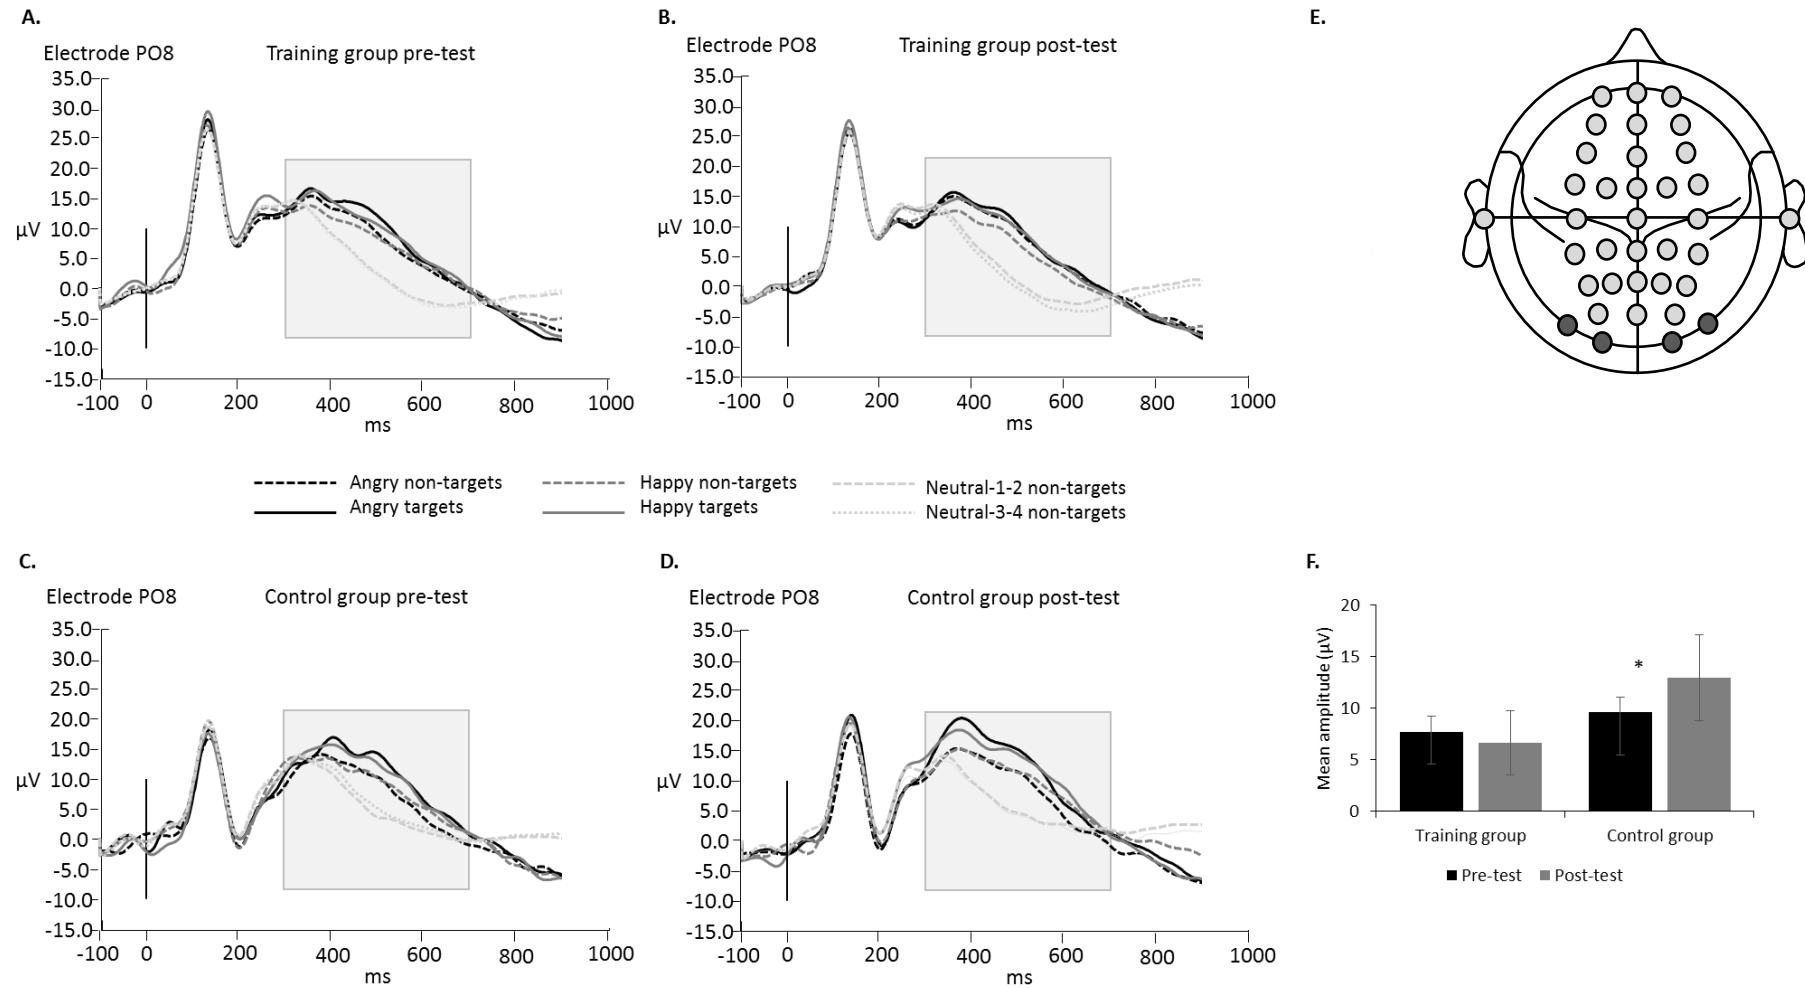 A.
Electrode PO8
Training group pre-test
35.0
30.0
25.0
20.0
15.0
10.0
5.0
0.0
-5.0
-10.0
-15.0
µV
-100 0 200 400 600 800 1000
ms
B.
Electrode PO8
Training group post-test
35.0
30.0
25.0
20.0
15.0
10.0
5.0
0.0
-5.0
-10.0
-15.0
µV
-100 0 200 400 600 800 1000
ms
E.
Angry non-targets
Angry targets
Happy non-targets
Happy targets
Neutral-1-2 non-targets
Neutral-3-4 non-targets
C.
Electrode PO8
Control group pre-test
35.0
30.0
25.0
20.0
15.0
10.0
5.0
0.0
-5.0
-10.0
-15.0
µV
-100 0 200 400 600 800 1000
ms
D.
Electrode PO8
Control group post-test
35.0
30.0
25.0
20.0
15.0
10.0
5.0
0.0
-5.0
-10.0
-15.0
µV
-100 0 200 400 600 800 1000
ms
F.
Mean amplitude (µV)
20
15
10
5
0
*
Training group
Control group
Pre-test
Post-test